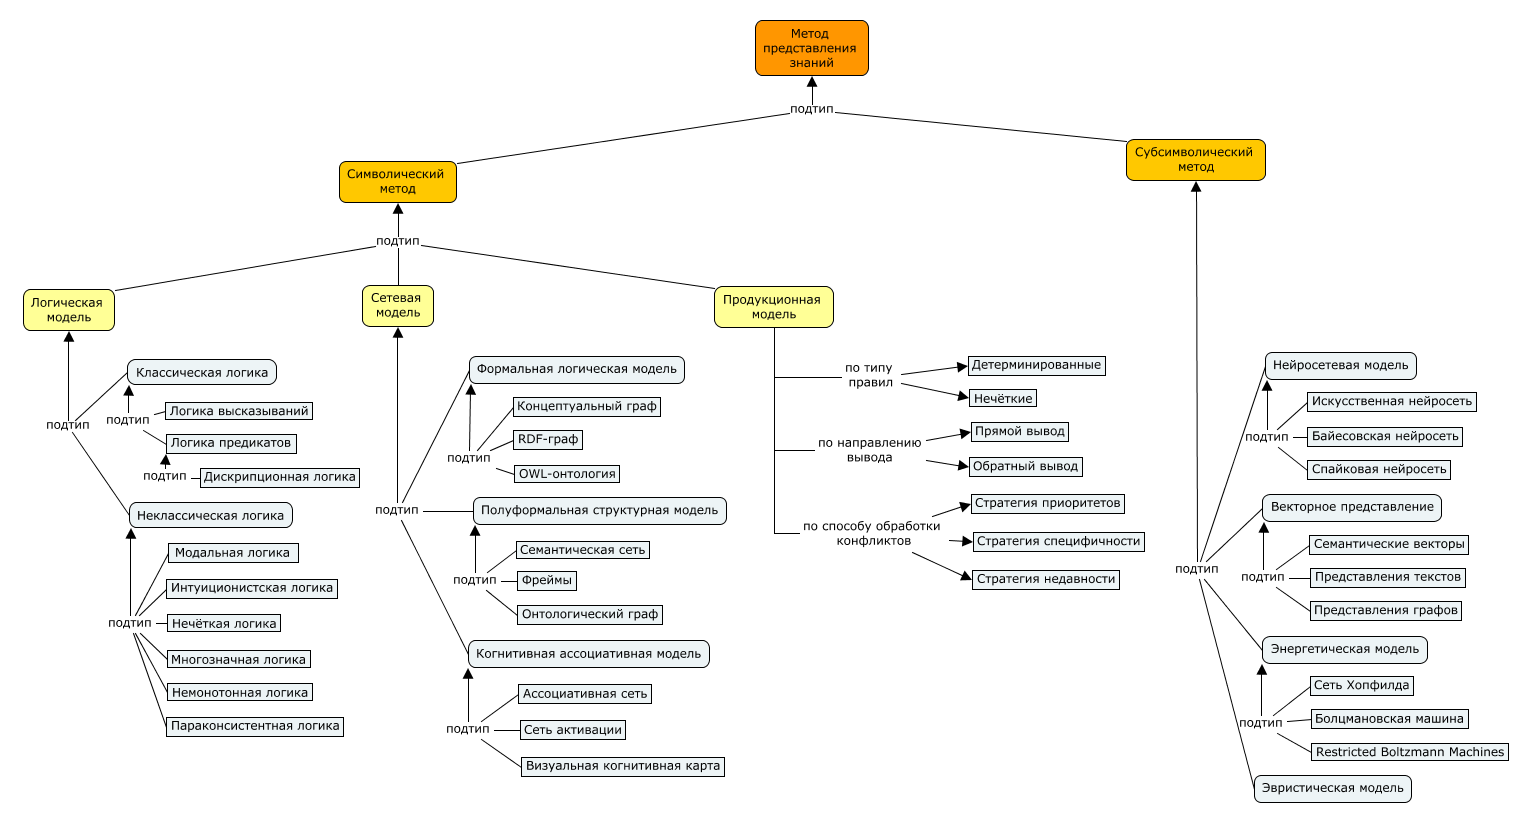 Метод
представления
знаний
подтип
Символический
метод
Субсимволический
метод
подтип
Логическая
модель
Сетевая
модель
Продукционная
модель
Классическая логика
подтип
Логика высказываний
Логика предикатов
подтип
Дискрипционная логика
подтип
Неклассическая логика
Модальная логика
Интуиционистская логика
Нечёткая логика
подтип
Многозначная логика
Немонотонная логика
Параконсистентная логика
Формальная логическая модель
Концептуальный граф
RDF-граф
подтип
OWL-онтология
подтип
Полуформальная структурная модель
Семантическая сеть
подтип
Фреймы
Онтологический граф
Когнитивная ассоциативная модель
Ассоциативная сеть
подтип
Сеть активации
Визуальная когнитивная карта
по типу
правил
Детерминированные
Нечёткие
по направлению
вывода
Прямой вывод
Обратный вывод
по способу обработки
конфликтов
Стратегия приоритетов
Стратегия специфичности
Стратегия недавности
Нейросетевая модель
Искусственная нейросеть
подтип
Байесовская нейросеть
Спайковая нейросеть
Векторное представление
Семантические векторы
подтип
подтип
Представления текстов
Представления графов
Энергетическая модель
Сеть Хопфилда
подтип
Болцмановская машина
Restricted Boltzmann Machines
Эвристическая модель